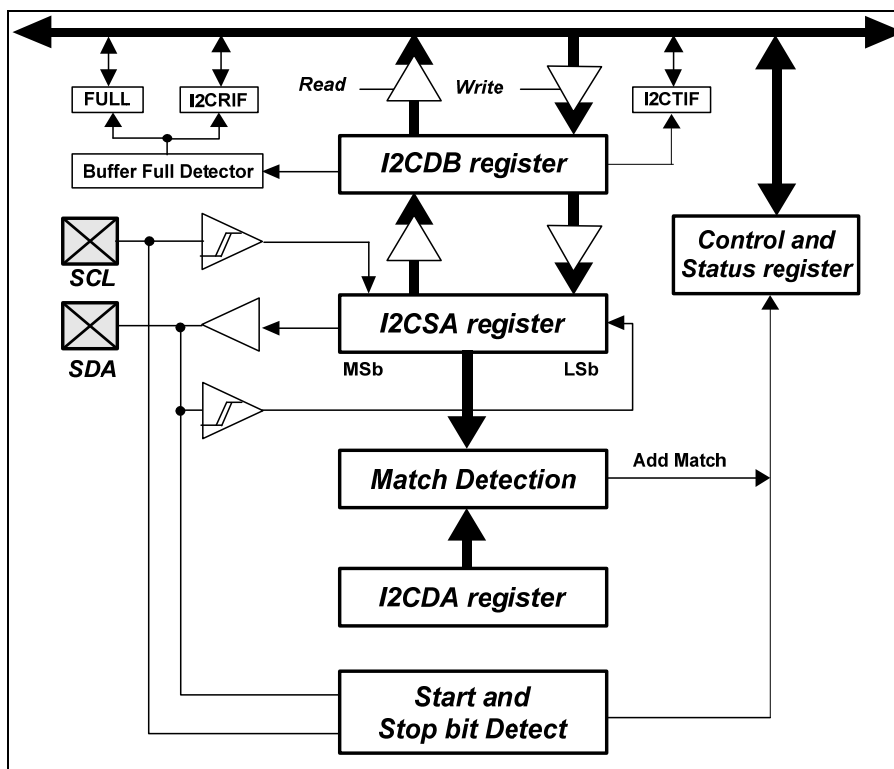 Read
Write
FULL
I2CRIF
I2CTIF
Buffer Full Detector
I2CDB register
SCL
Control and
Status register
SDA
I2CSA register
MSb
LSb
Match Detection
Add Match
I2CDA register
Start and
Stop bit Detect